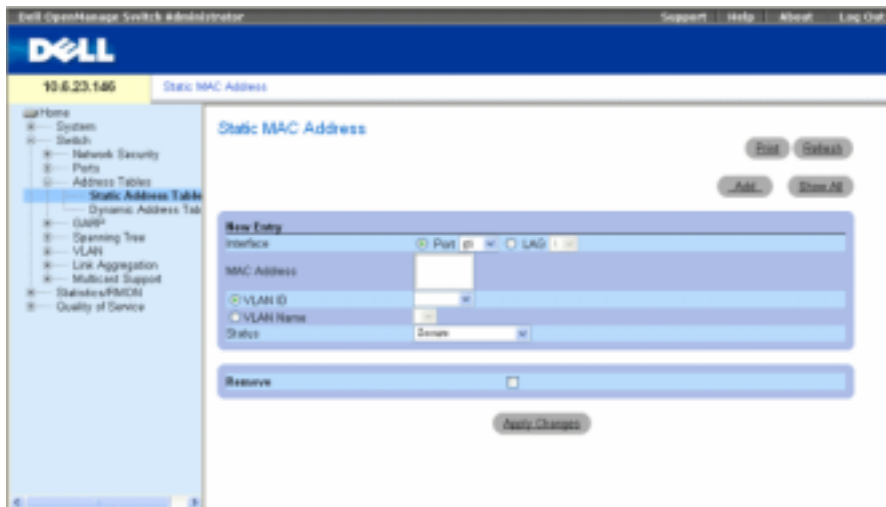 Dell OpenManage Switch Administrator
Support Help About Log Out
DELL
10.6.23.146 Static MAC Address
Home
System
Switch
Network Security
Ports
Address Tables
Static Address Table
Dynamic Address Tab
GARP
Spanning Tree
VLAN
Link Aggregation
Multicast Support
Statistics/RMON
Quality of Service
Static MAC Address
Print Refresh
Add Show All
New Entry
Interface Port g1 LAG 1
MAC Address
VLAN ID
VLAN Name
Status Secure
Remove
Apply Changes